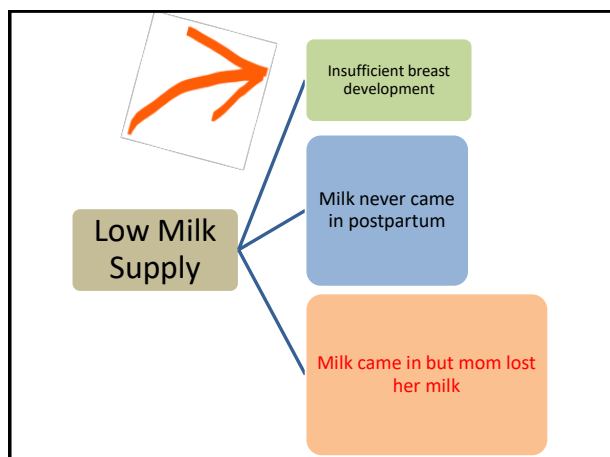 Insufficient breast
development
Milk never came
in postpartum
Low Milk
Supply
Milk came in but mom lost
her milk